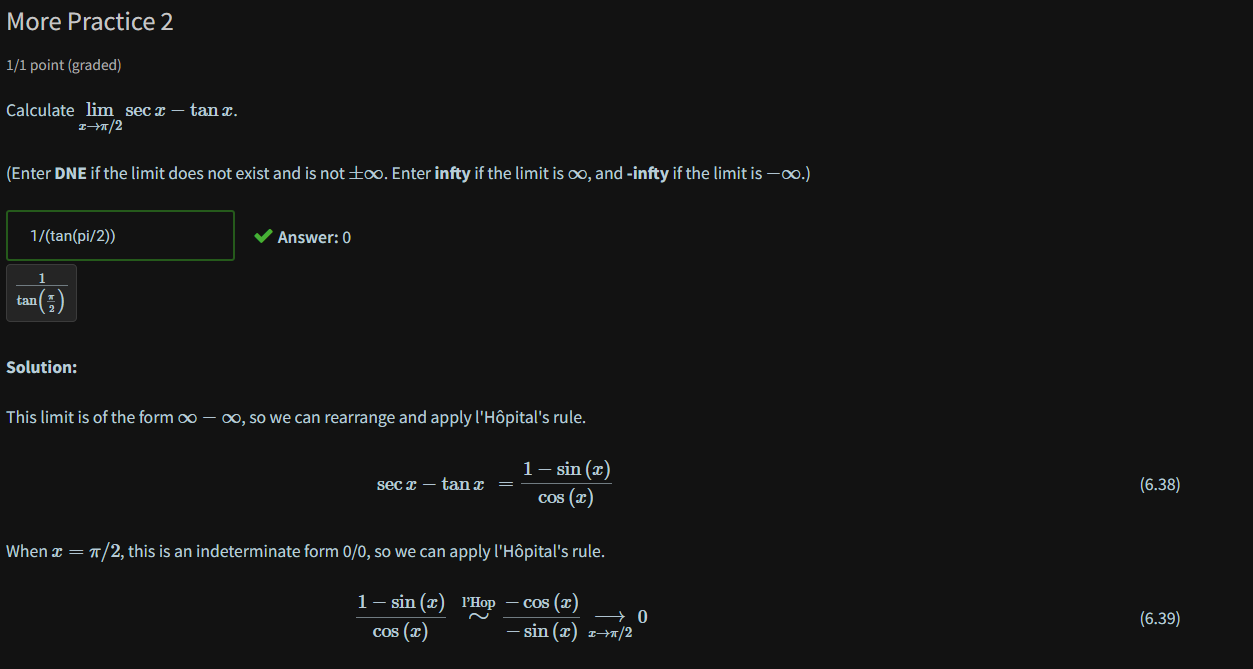 More Practice 2
1/1 point (graded)
Calculate lim x→π/2 sec x − tan x.
(Enter DNE if the limit does not exist and is not ±∞. Enter infty if the limit is ∞, and -infty if the limit is −∞.)
1/(tan(pi/2)) ✔ Answer: 0
1/tan(π/2)
Solution:
This limit is of the form ∞ − ∞, so we can rearrange and apply l'Hôpital's rule.
sec x − tan x = (1 − sin (x))/(cos (x)) (6.38)
When x = π/2, this is an indeterminate form 0/0, so we can apply l'Hôpital's rule.
(1 − sin (x))/(cos (x)) l'Hop ∼ (− cos (x))/(− sin (x)) ⟶ x→π/2 0 (6.39)